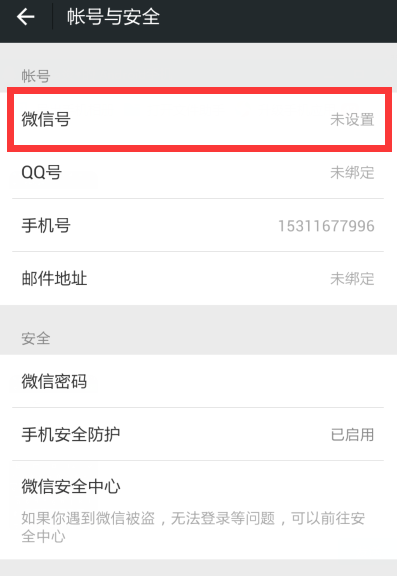 帐号与安全
帐号
微信号 未设置
QQ号 未绑定
手机号 15311677996
邮件地址 未绑定
安全
微信密码
手机安全防护 已启用
微信安全中心
如果你遇到微信被盗，无法登录等问题，可以前往安
全中心